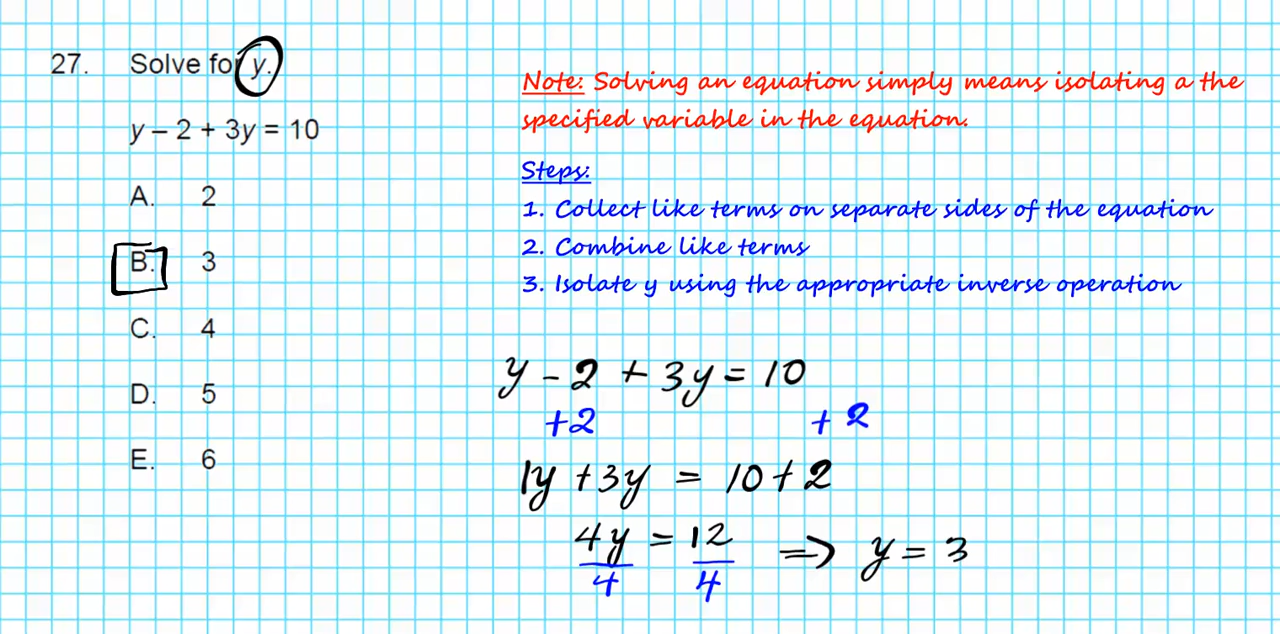 27. Solve for y.
y – 2 + 3y = 10
A. 2
B. 3
C. 4
D. 5
E. 6
Note: Solving an equation simply means isolating a the
specified variable in the equation.
Steps:
1. Collect like terms on separate sides of the equation
2. Combine like terms
3. Isolate y using the appropriate inverse operation
y - 2 + 3y = 10
+2 + 2
1y + 3y = 10 + 2
4y = 12 ⇒ y = 3
4 4